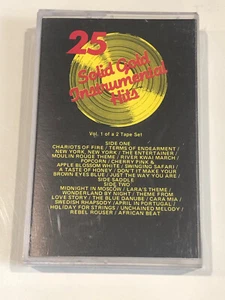 25
Solid Gold
Instrumental
Hits
Vol. 1 of a 2 Tape Set
SIDE ONE
CHARIOTS OF FIRE / TERMS OF ENDEARMENT /
NEW YORK, NEW YORK / THE ENTERTAINER /
MOULIN ROUGE THEME / RIVER KWAI MARCH /
POPCORN / CHERRY PINK &
APPLE BLOSSOM WHITE / SWINGING SAFARI /
A TASTE OF HONEY / DON'T IT MAKE YOUR
BROWN EYES BLUE / JUST THE WAY YOU ARE /
SIDE SADDLE
SIDE TWO
MIDNIGHT IN MOSCOW / LARA'S THEME /
WONDERLAND BY NIGHT / THEME FROM
LOVE STORY / THE BLUE DANUBE / CARA MIA /
SWEDISH RHAPSODY / APRIL IN PORTUGAL /
HOLIDAY FOR STRINGS / UNCHAINED MELODY /
REBEL ROUSER / AFRICAN BEAT